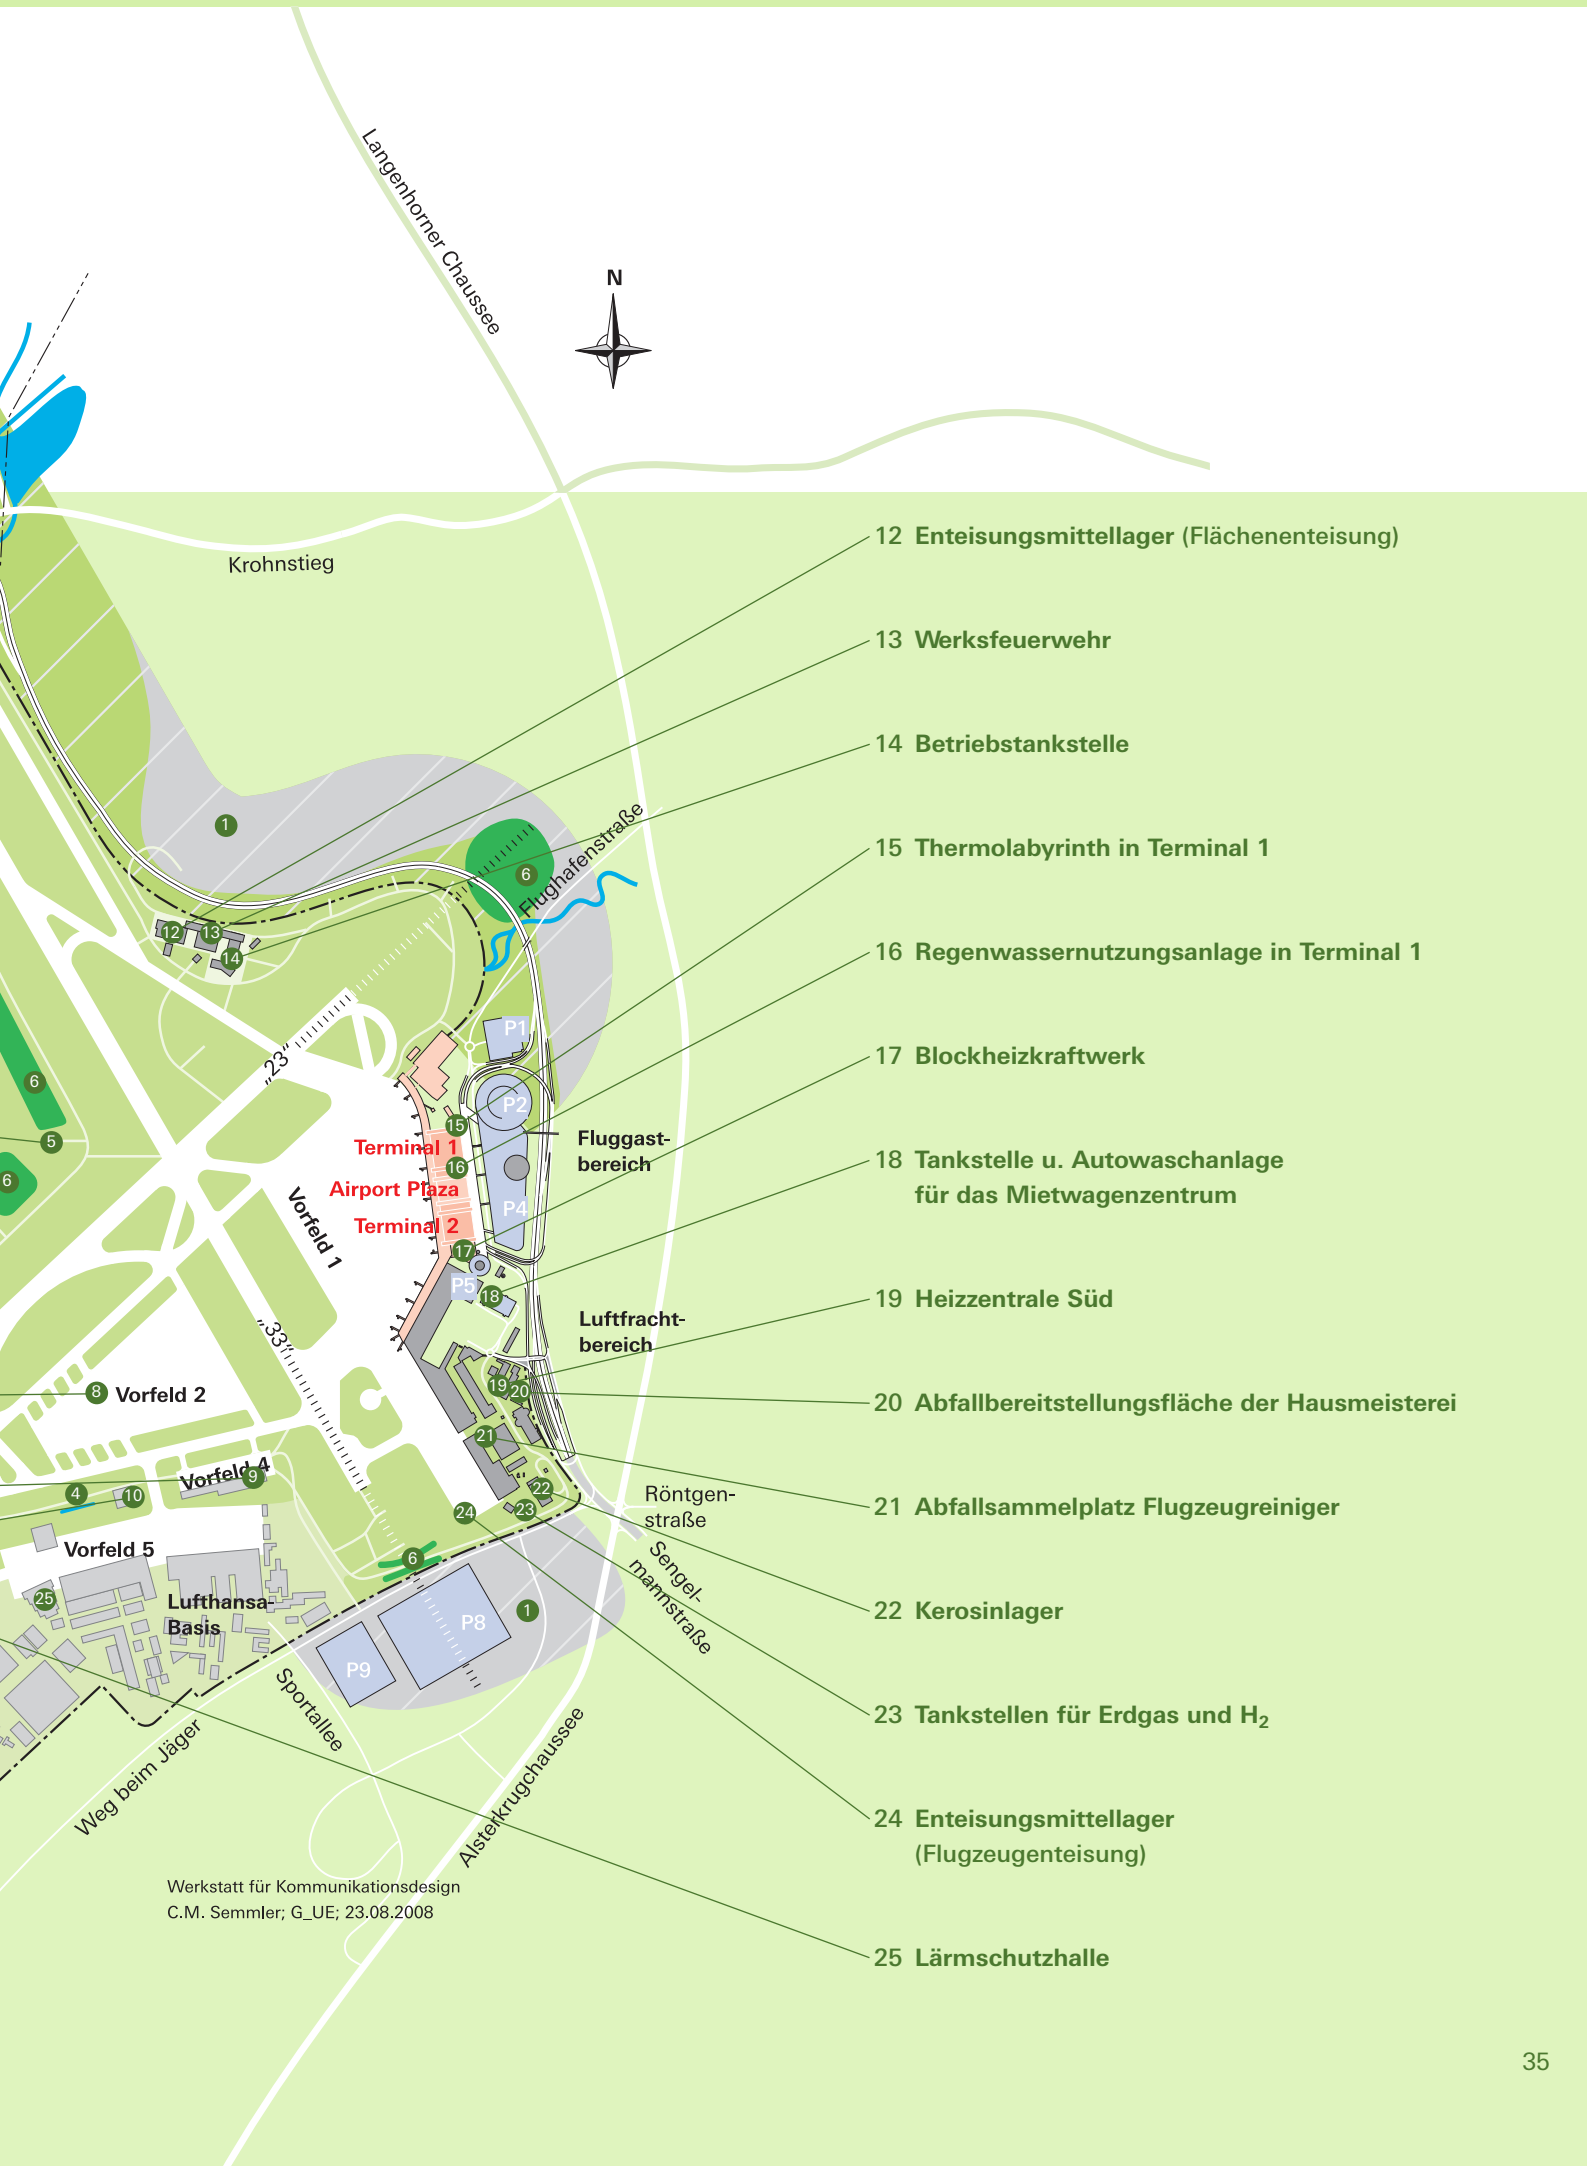 Langenhorner Chaussee
N
Krohnstieg
12 Enteisungsmittellager (Flächenenteisung)
13 Werksfeuerwehr
14 Betriebstankstelle
15 Thermolabyrinth in Terminal 1
16 Regenwassernutzungsanlage in Terminal 1
17 Blockheizkraftwerk
18 Tankstelle u. Autowaschanlage
für das Mietwagenzentrum
19 Heizzentrale Süd
20 Abfallbereitstellungsfläche der Hausmeisterei
21 Abfallsammelplatz Flugzeugreiniger
22 Kerosinlager
23 Tankstellen für Erdgas und H₂
24 Enteisungsmittellager
(Flugzeugenteisung)
25 Lärmschutzhalle
1
Flughafenstraße
6
12
13
14
P1
„23“
6
P2
15
5
Fluggast-
bereich
Terminal 1
16
6
Airport Plaza
P4
Vorfeld 1
Terminal 2
17
P5
18
„33“
Luftfracht-
bereich
19
20
8
Vorfeld 2
21
Vorfeld 4
9
4
10
22
23
24
Röntgen-
straße
Vorfeld 5
6
Sengel-
mannstraße
25
Lufthansa-
Basis
1
P8
P9
Sportallee
Weg beim Jäger
Alsterkrugchaussee
Werkstatt für Kommunikationsdesign
C.M. Semmler; G_UE; 23.08.2008
35